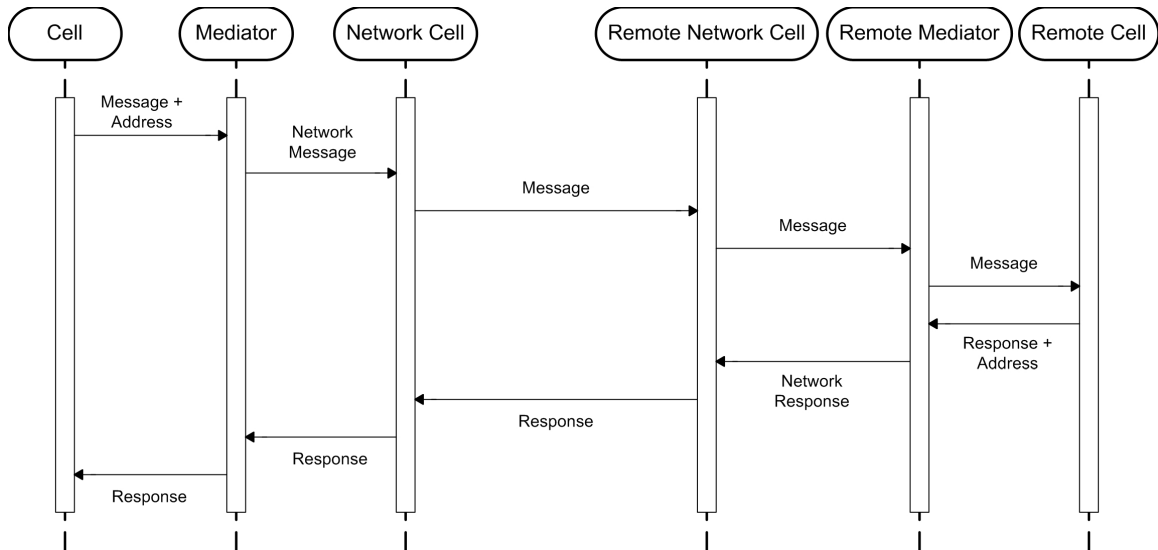 Cell
Mediator
Network Cell
Remote Network Cell
Remote Mediator
Remote Cell
Message +
Address
Network
Message
Message
Message
Message
Response +
Address
Network
Response
Response
Response
Response